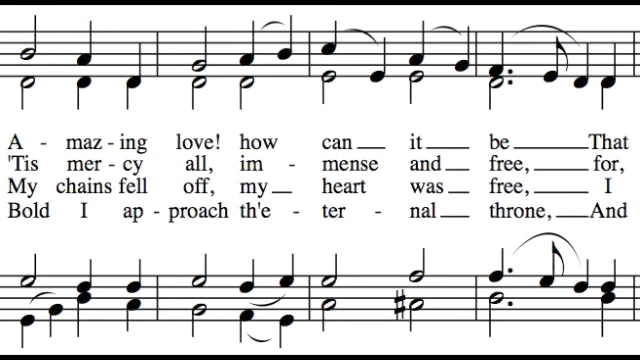 A - maz - ing love! how can it be That
'Tis mer - cy all, im - mense and free, for,
My chains fell off, my heart was free, I
Bold I ap - proach th'e - ter - nal throne, And